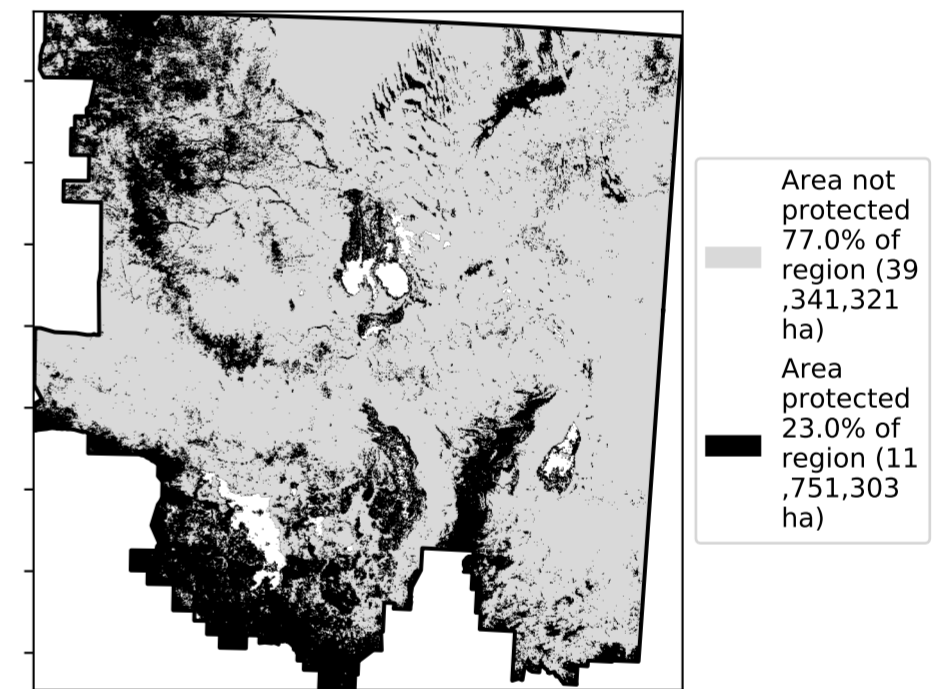 Area not
protected
77.0% of
region (39
,341,321
ha)
Area
protected
23.0% of
region (11
,751,303
ha)